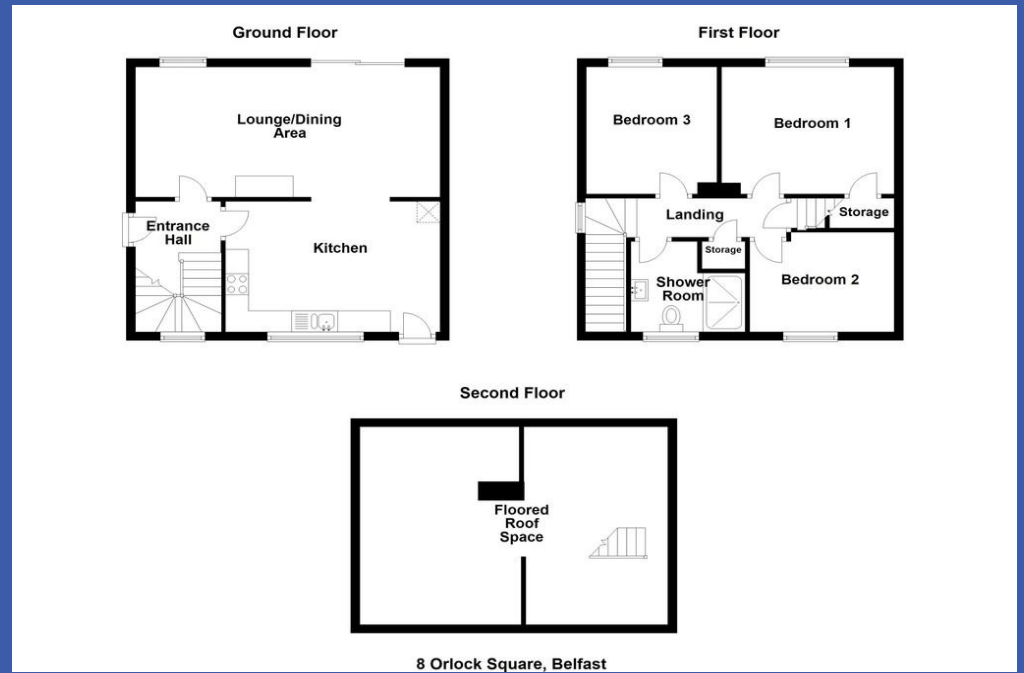 Ground Floor
Lounge/Dining
Area
Entrance
Hall
Kitchen
First Floor
Bedroom 3
Bedroom 1
Landing
Storage
Storage
Shower
Room
Bedroom 2
Second Floor
Floored
Roof
Space
8 Orlock Square, Belfast